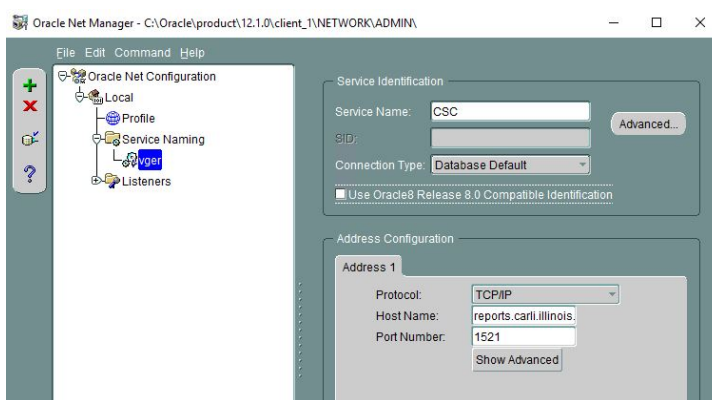 Oracle Net Manager - C:\Oracle\product\12.1.0\client_1\NETWORK\ADMIN\
File Edit Command Help
Oracle Net Configuration
Local
Profile
Service Naming
vger
Listeners
Service Identification
Service Name: CSC
Advanced...
SID:
Connection Type: Database Default
Use Oracle8 Release 8.0 Compatible Identification
Address Configuration
Address 1
Protocol: TCP/IP
Host Name: reports.carli.illinois.
Port Number: 1521
Show Advanced